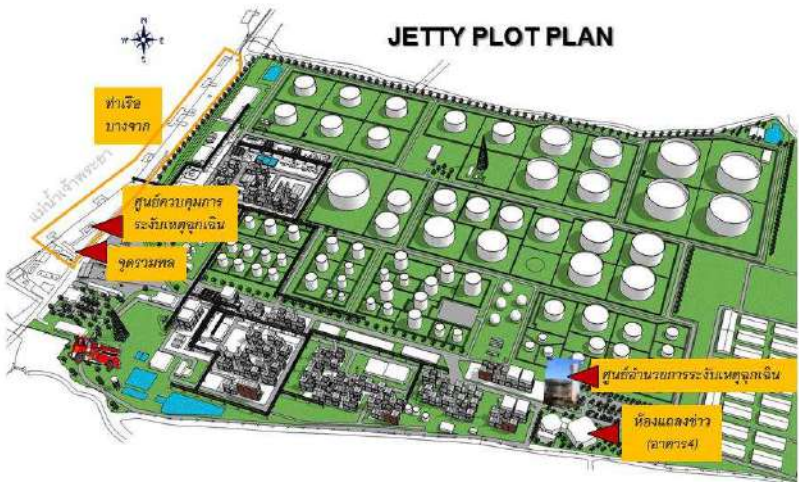 JETTY PLOT PLAN
N
W
E
S
ท่าเรือ
บางจาก
แม่น้ำเจ้าพระยา
ศูนย์ควบคุมการ
ระงับเหตุฉุกเฉิน
จุดรวมพล
ศูนย์อำนวยการระงับเหตุฉุกเฉิน
ห้องแถลงข่าว
(อาคาร4)